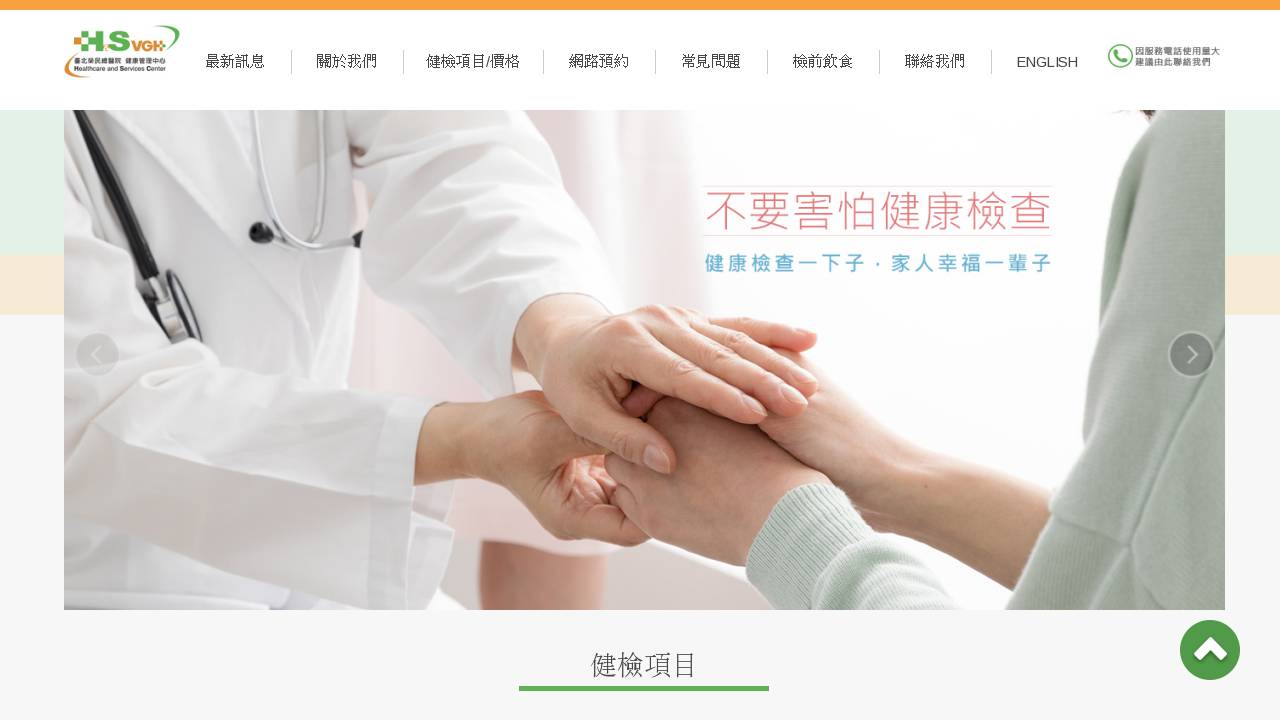 HCSVGH
臺北榮民總醫院 健康管理中心
Healthcare and Services Center
最新訊息
關於我們
健檢項目/價格
網路預約
常見問題
檢體飲食
聯絡我們
ENGLISH
因服務電話使用量大
建議由此聯絡我們
不要害怕健康檢查
健康檢查一下子．家人幸福一輩子
健檢項目